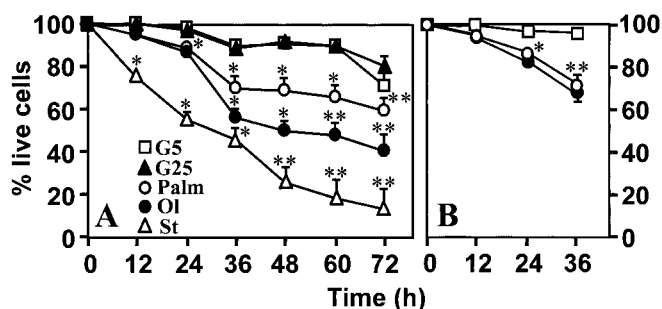 % live cells
100
80
60
40
20
0
* * * * * * **
* * ** **
* * * ** ** **
G5
G25
Palm
Ol
St
A
0 12 24 36 48 60 72
* **
B
100
80
60
40
20
0
0 12 24 36
Time (h)